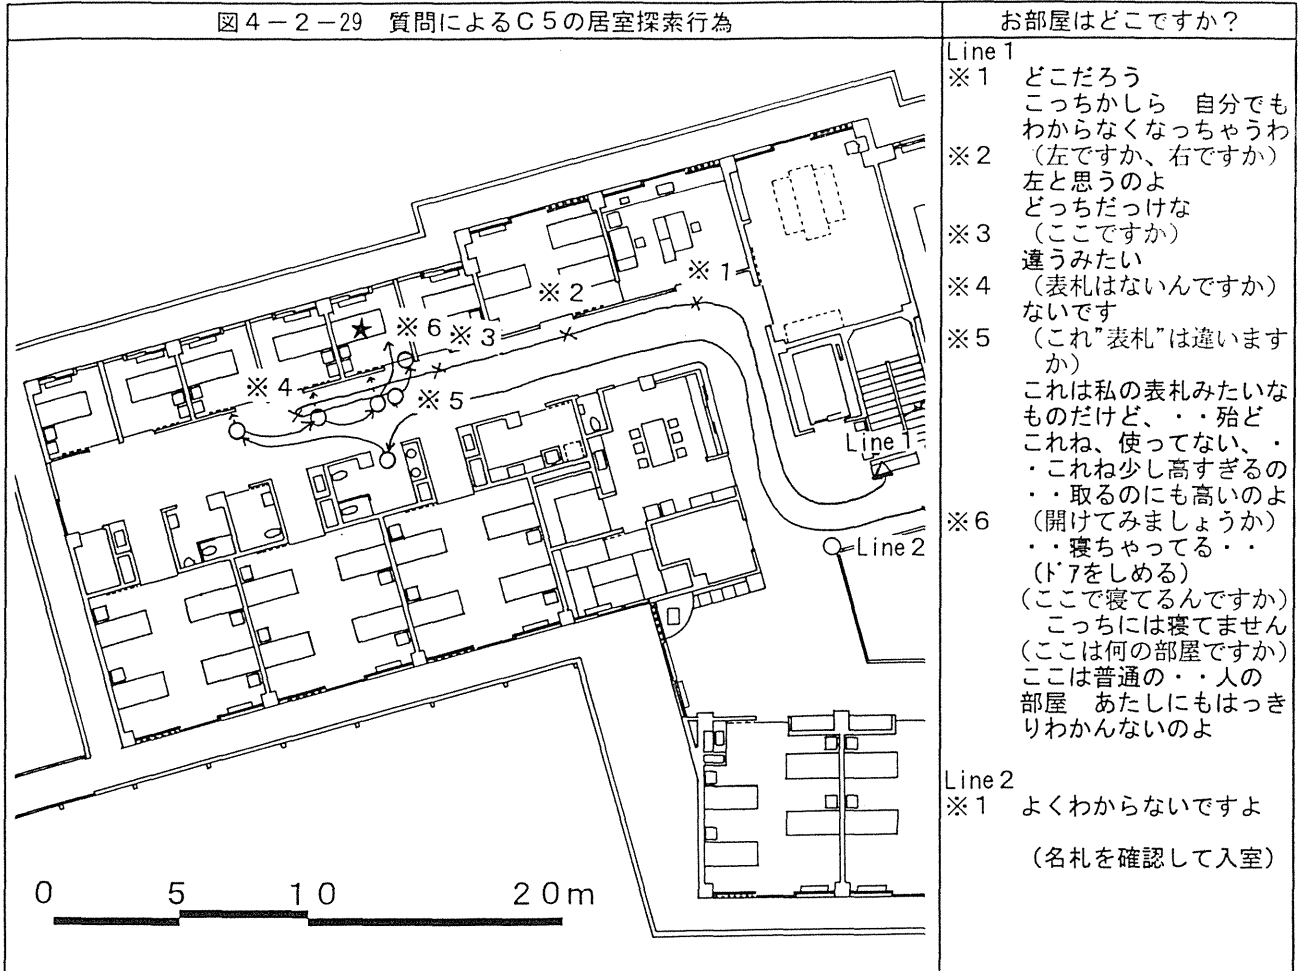 図４－２－29　質問によるＣ５の居室探索行為
お部屋はどこですか？
※１
※２
※６
※３
※４
※５
Line1
Line2
0　5　10　20m
Line1
※１　どこだろう
こっちかしら　自分でも
わからなくなっちゃうわ
※２　（左ですか、右ですか）
左と思うのよ
どっちだっけな
※３　（ここですか）
違うみたい
※４　（表札はないんですか）
ないです
※５　（これ”表札”は違います
か）
これは私の表札みたいな
ものだけど、・・殆ど
これね、使ってない、・
・これね少し高すぎるの
・・取るのにも高いのよ
※６　（開けてみましょうか）
・・寝ちゃってる・・
（ﾄﾞｱをしめる）
（ここで寝てるんですか）
こっちには寝てません
（ここは何の部屋ですか）
ここは普通の・・人の
部屋　あたしにもはっき
りわかんないのよ
Line2
※１　よくわからないですよ
（名札を確認して入室）